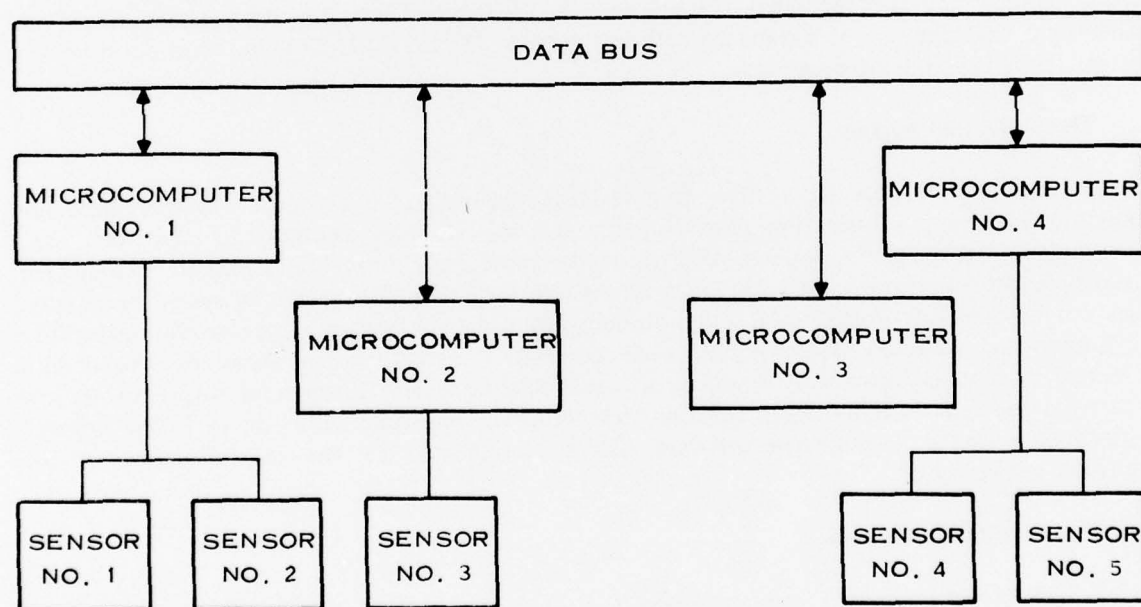 DATA BUS
MICROCOMPUTER
NO. 1
MICROCOMPUTER
NO. 4
MICROCOMPUTER
NO. 2
MICROCOMPUTER
NO. 3
SENSOR
NO. 1
SENSOR
NO. 2
SENSOR
NO. 3
SENSOR
NO. 4
SENSOR
NO. 5